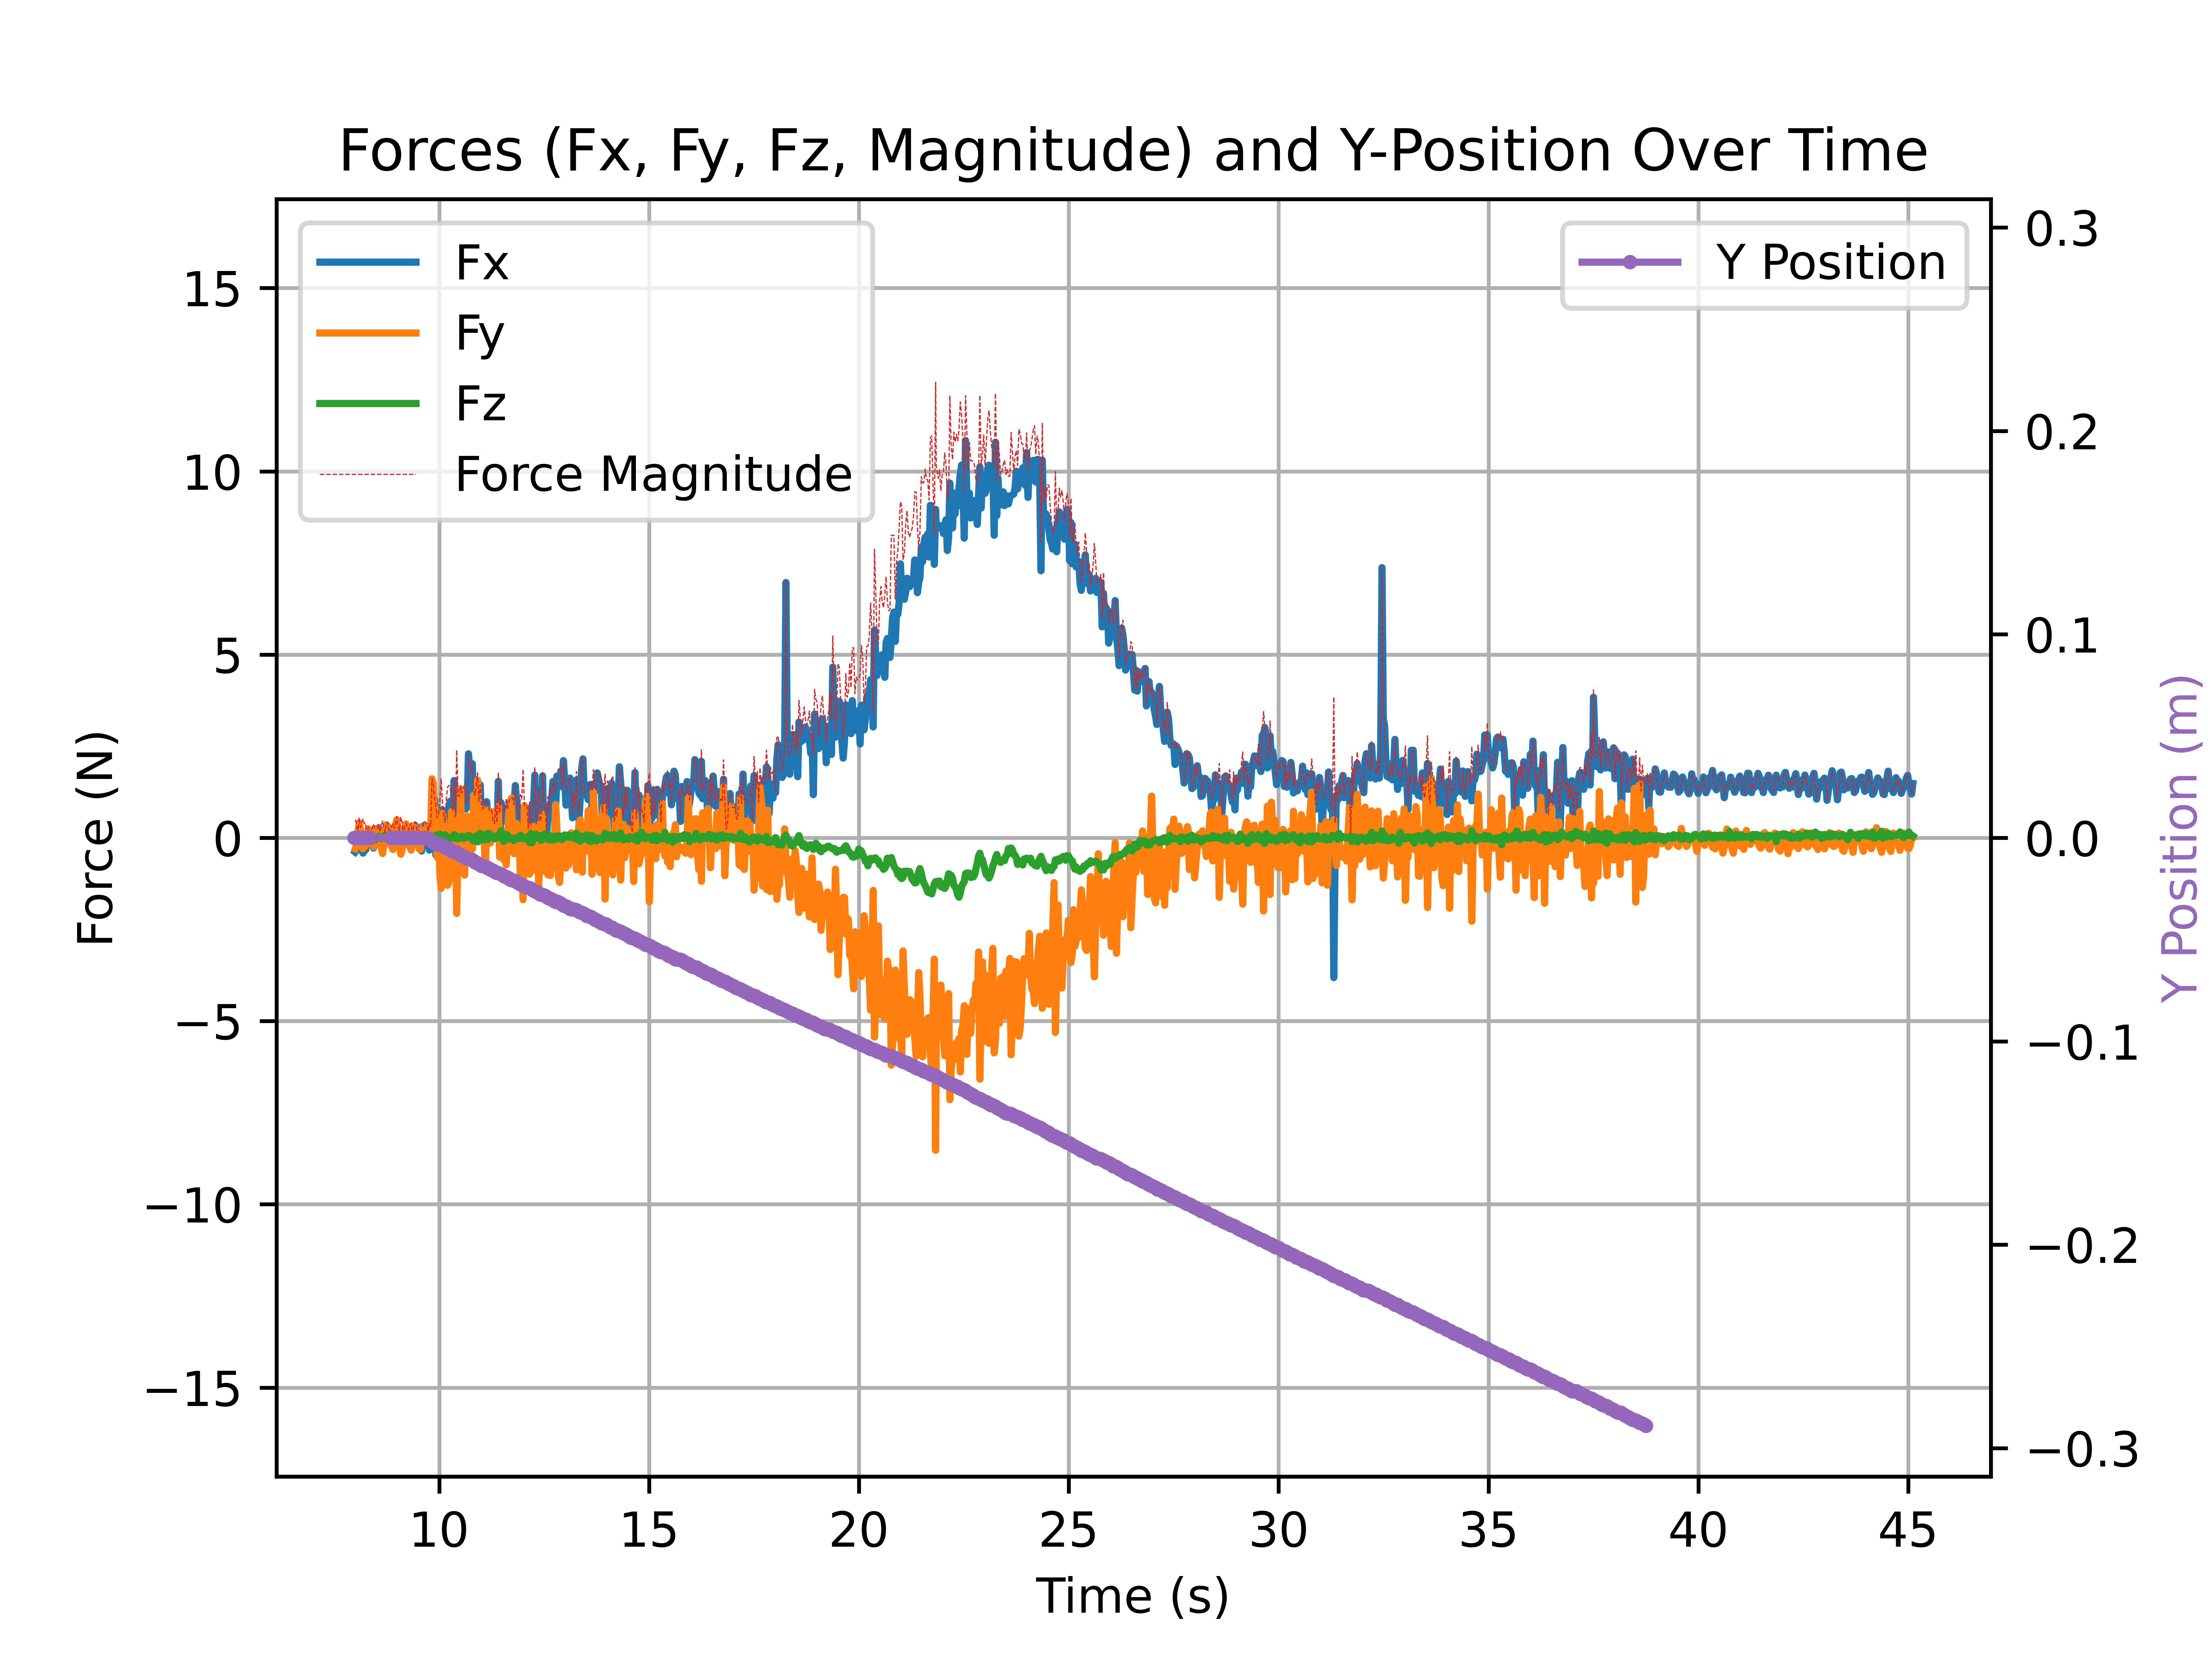 Forces (Fx, Fy, Fz, Magnitude) and Y-Position Over Time
Fx
Fy
Fz
Force Magnitude
Y Position
15
10
5
0
−5
−10
−15
Force (N)
0.3
0.2
0.1
0.0
−0.1
−0.2
−0.3
Y Position (m)
10 15 20 25 30 35 40 45
Time (s)